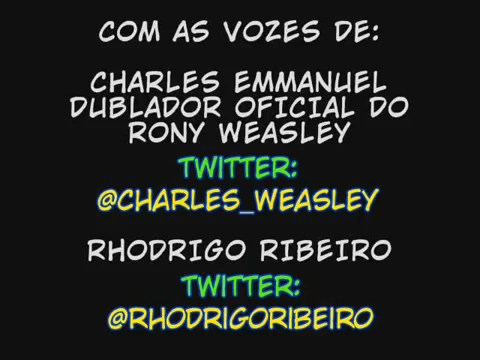 COM AS VOZES DE:
CHARLES EMMANUEL
DUBLADOR OFICIAL DO
RONY WEASLEY
TWITTER:
@CHARLES_WEASLEY
RHODRIGO RIBEIRO
TWITTER:
@RHODRIGORIBEIRO